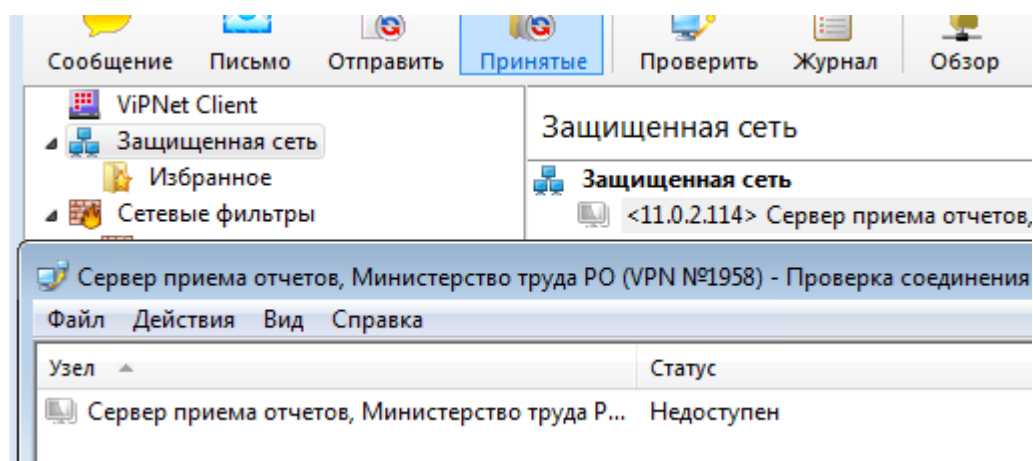 Сообщение Письмо Отправить Принятые Проверить Журнал Обзор
ViPNet Client
Защищенная сеть
Избранное
Сетевые фильтры
Защищенная сеть
Защищенная сеть
<11.0.2.114> Сервер приема отчетов,
Сервер приема отчетов, Министерство труда РО (VPN №1958) - Проверка соединения
Файл Действия Вид Справка
Узел Статус
Сервер приема отчетов, Министерство труда Р... Недоступен